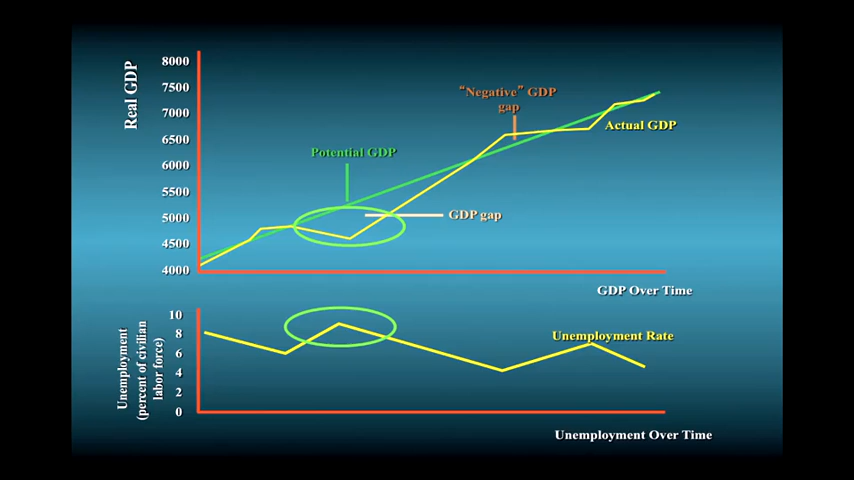 Real GDP
8000
7500
7000
6500
6000
5500
5000
4500
4000
"Negative" GDP
gap
Actual GDP
Potential GDP
GDP gap
GDP Over Time
Unemployment
(percent of civilian
labor force)
10
8
6
4
2
0
Unemployment Rate
Unemployment Over Time